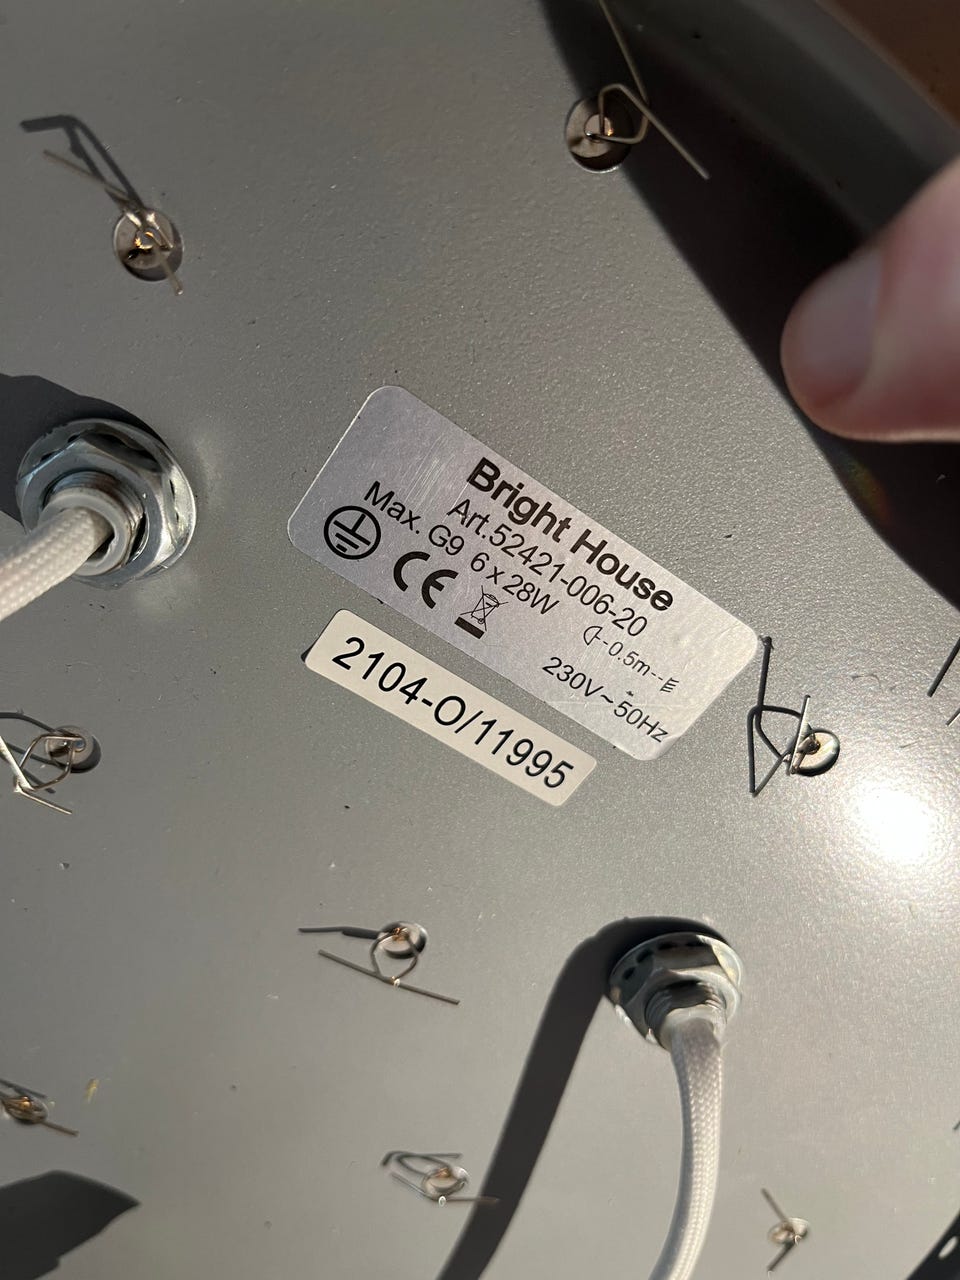 Bright House
Art.52421-006-20
Max. G9 6 x 28W
-0.5m--
CE
230V~50Hz
2104-O/11995